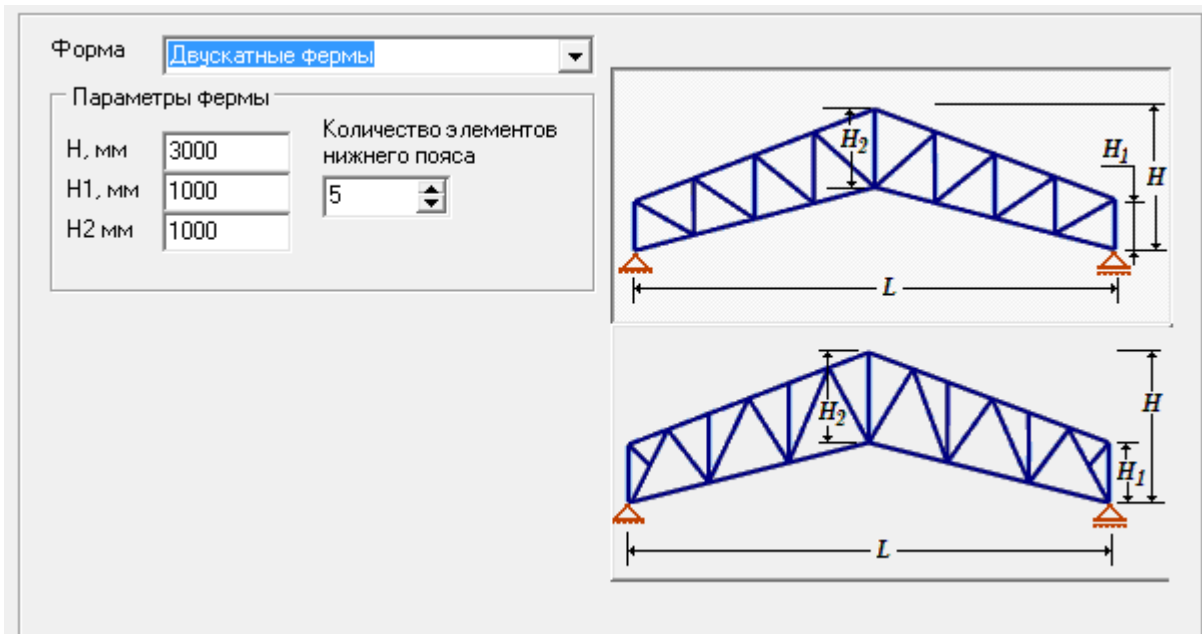 Форма
Двускатные фермы
Параметры фермы
H, мм 3000
H1, мм 1000
H2 мм 1000
Количество элементов
нижнего пояса
5
H2
H1
H
L
H2
H
H1
L